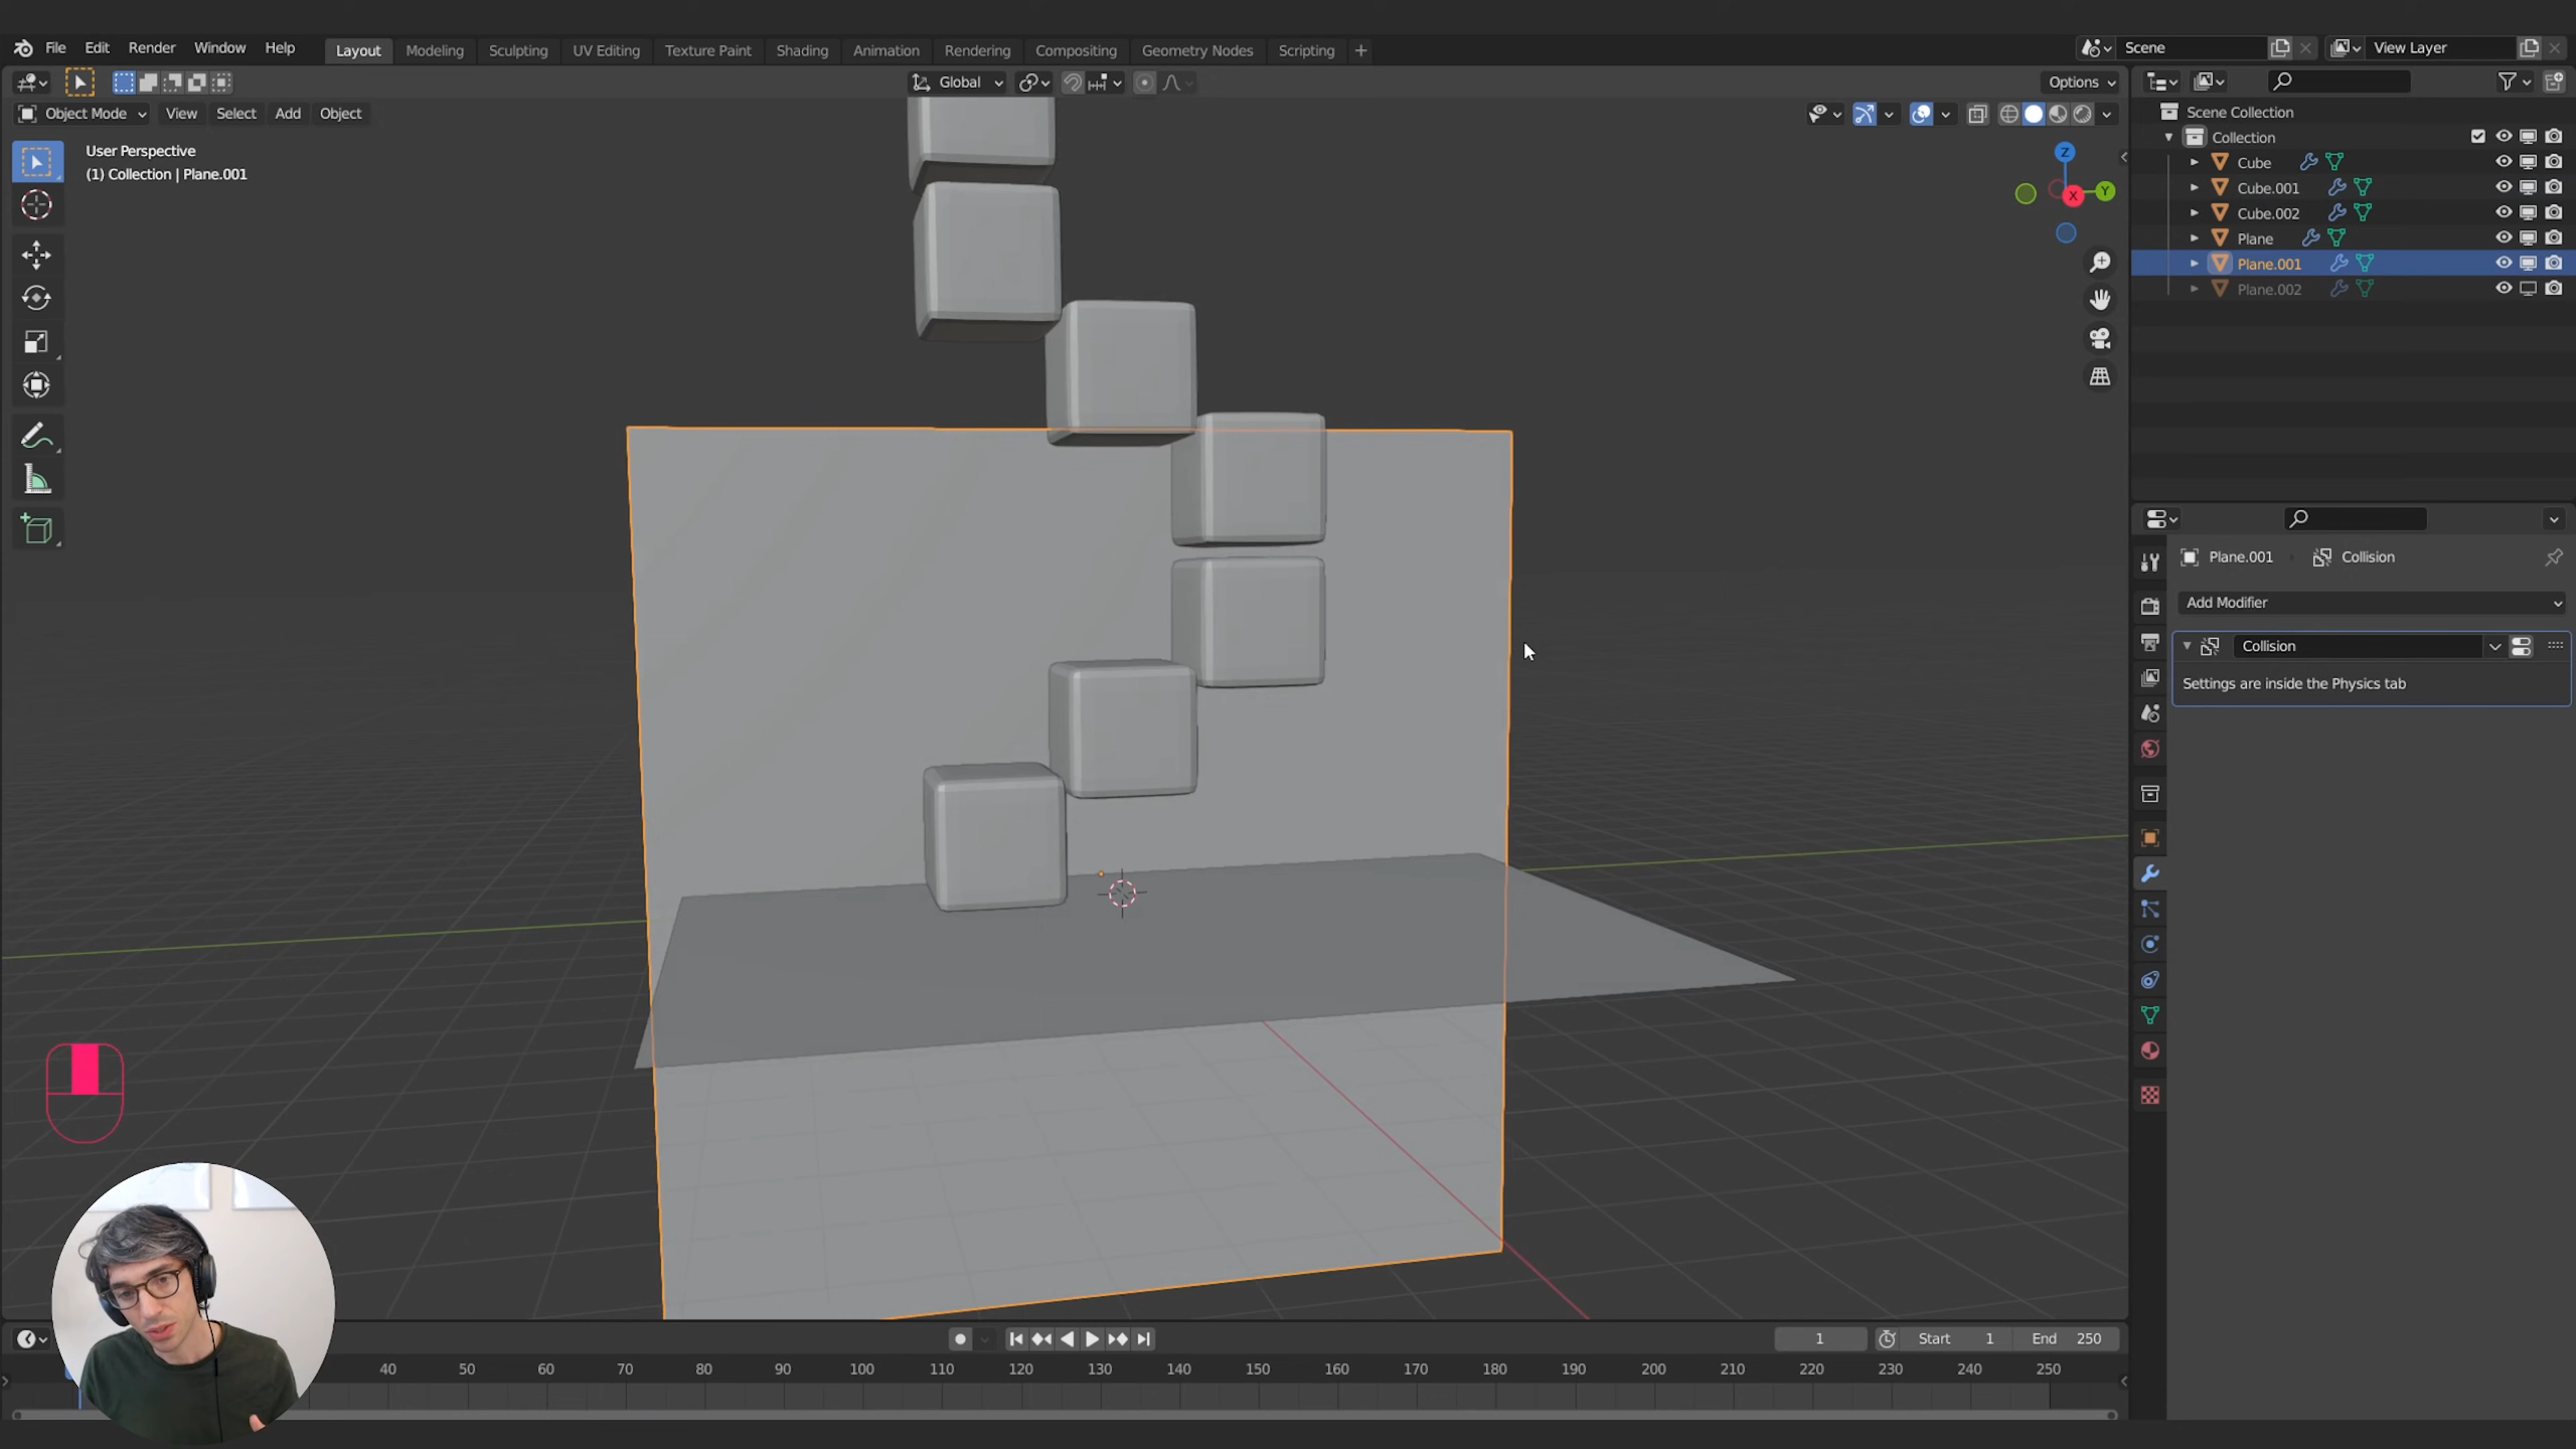 File Edit Render Window Help Layout Modeling Sculpting UV Editing Texture Paint Shading Animation Rendering Compositing Geometry Nodes Scripting + Scene View Layer
Global Options
Object Mode View Select Add Object
User Perspective
(1) Collection | Plane.001
Z
Y
X
Scene Collection
Collection
Cube
Cube.001
Cube.002
Plane
Plane.001
Plane.002
Plane.001 Collision
Add Modifier
Collision
Settings are inside the Physics tab
1 Start 1 End 250
40 50 60 70 80 90 100 110 120 130 140 150 160 170 180 190 200 210 220 230 240 250